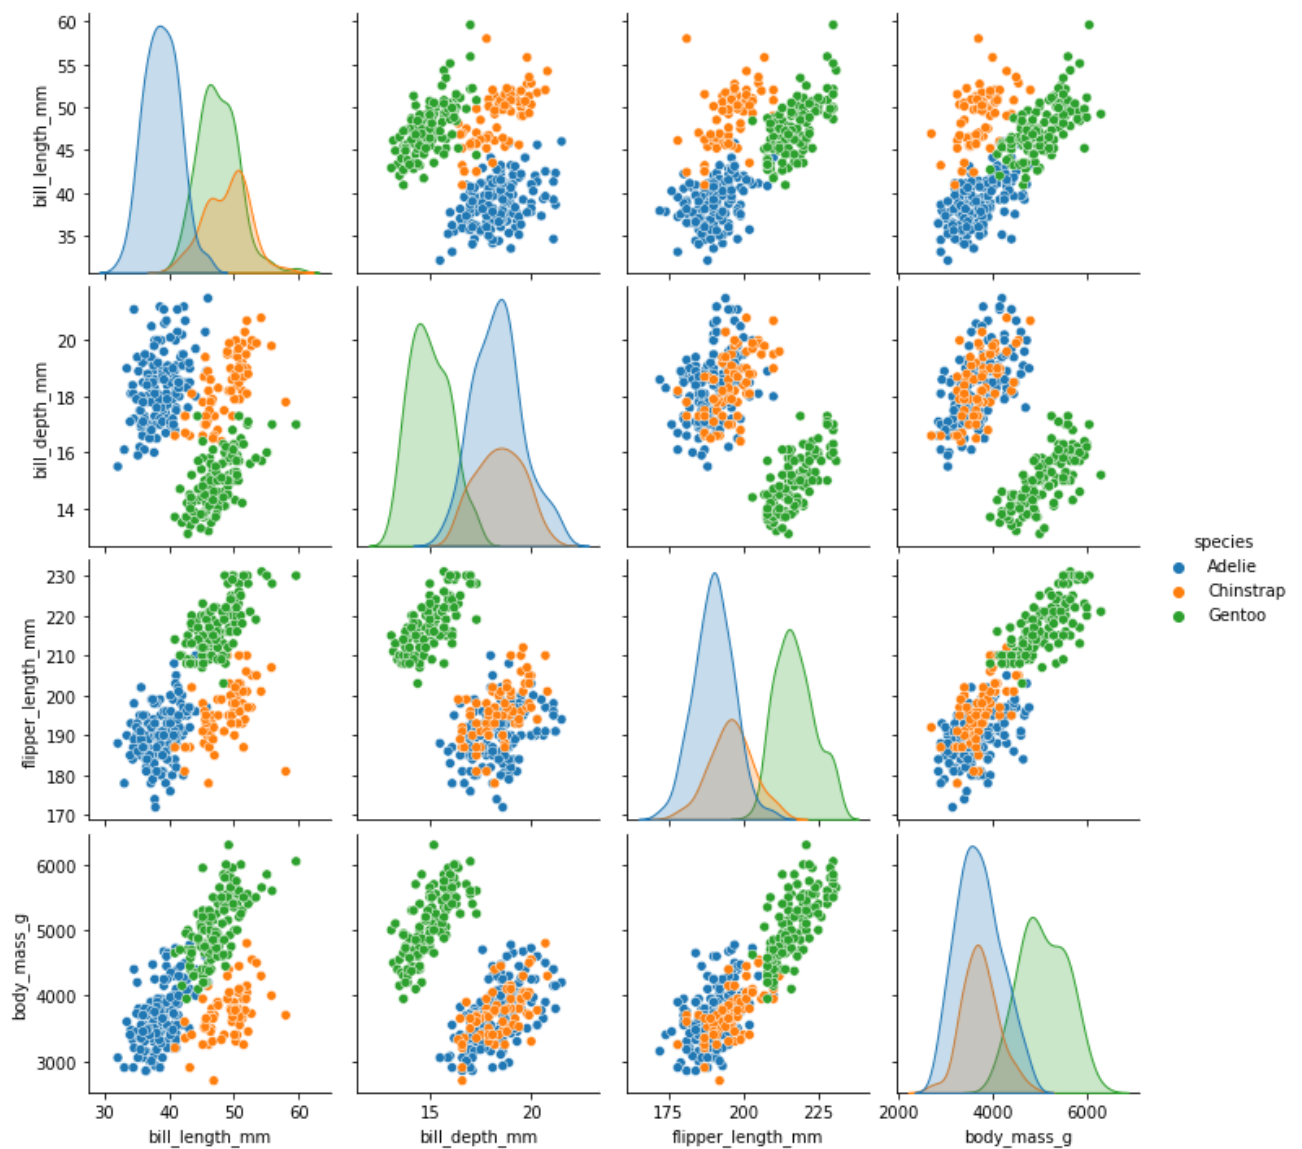 60
55
50
45
40
35
bill_length_mm
20
18
16
14
bill_depth_mm
species
Adelie
Chinstrap
Gentoo
230
220
210
200
190
180
170
flipper_length_mm
6000
5000
4000
3000
body_mass_g
30 40 50 60
15 20
175 200 225
2000 4000 6000
bill_length_mm
bill_depth_mm
flipper_length_mm
body_mass_g